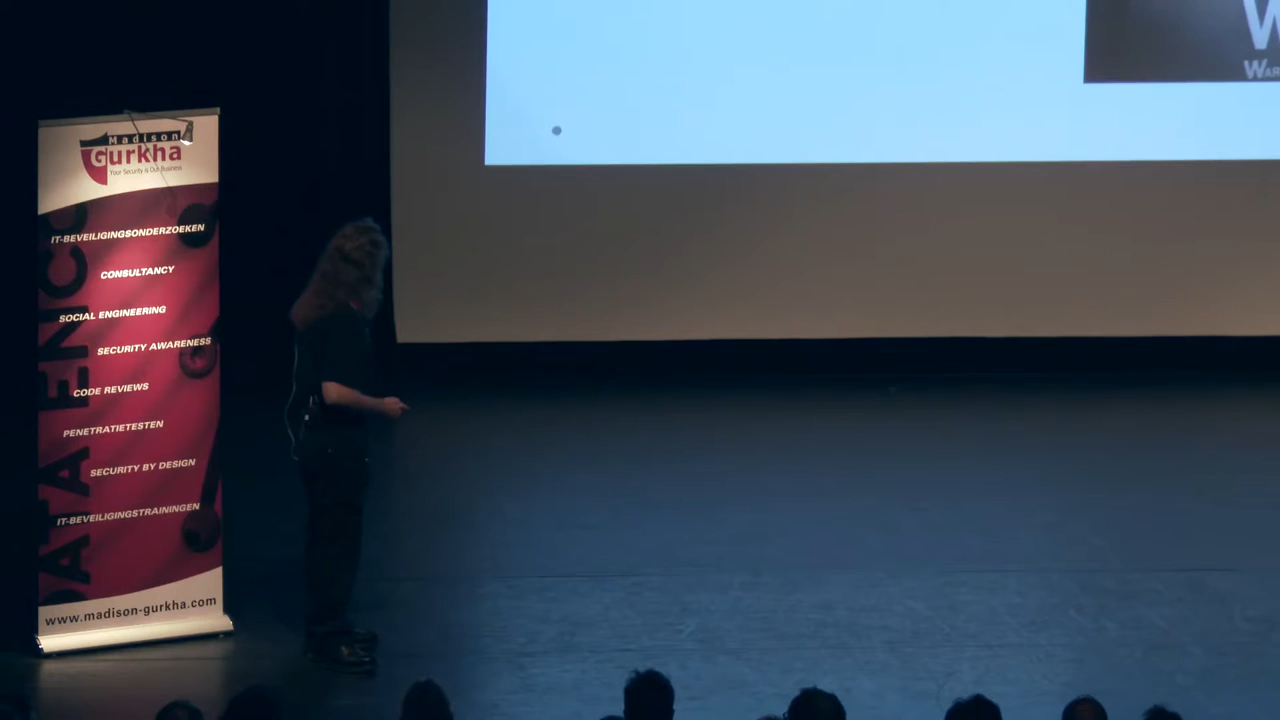 Madison
Gurkha
Your Security is Our Business
IT-BEVEILIGINGSONDERZOEKEN
CONSULTANCY
SOCIAL ENGINEERING
SECURITY AWARENESS
CODE REVIEWS
PENETRATIETESTEN
SECURITY BY DESIGN
IT-BEVEILIGINGSTRAININGEN
www.madison-gurkha.com